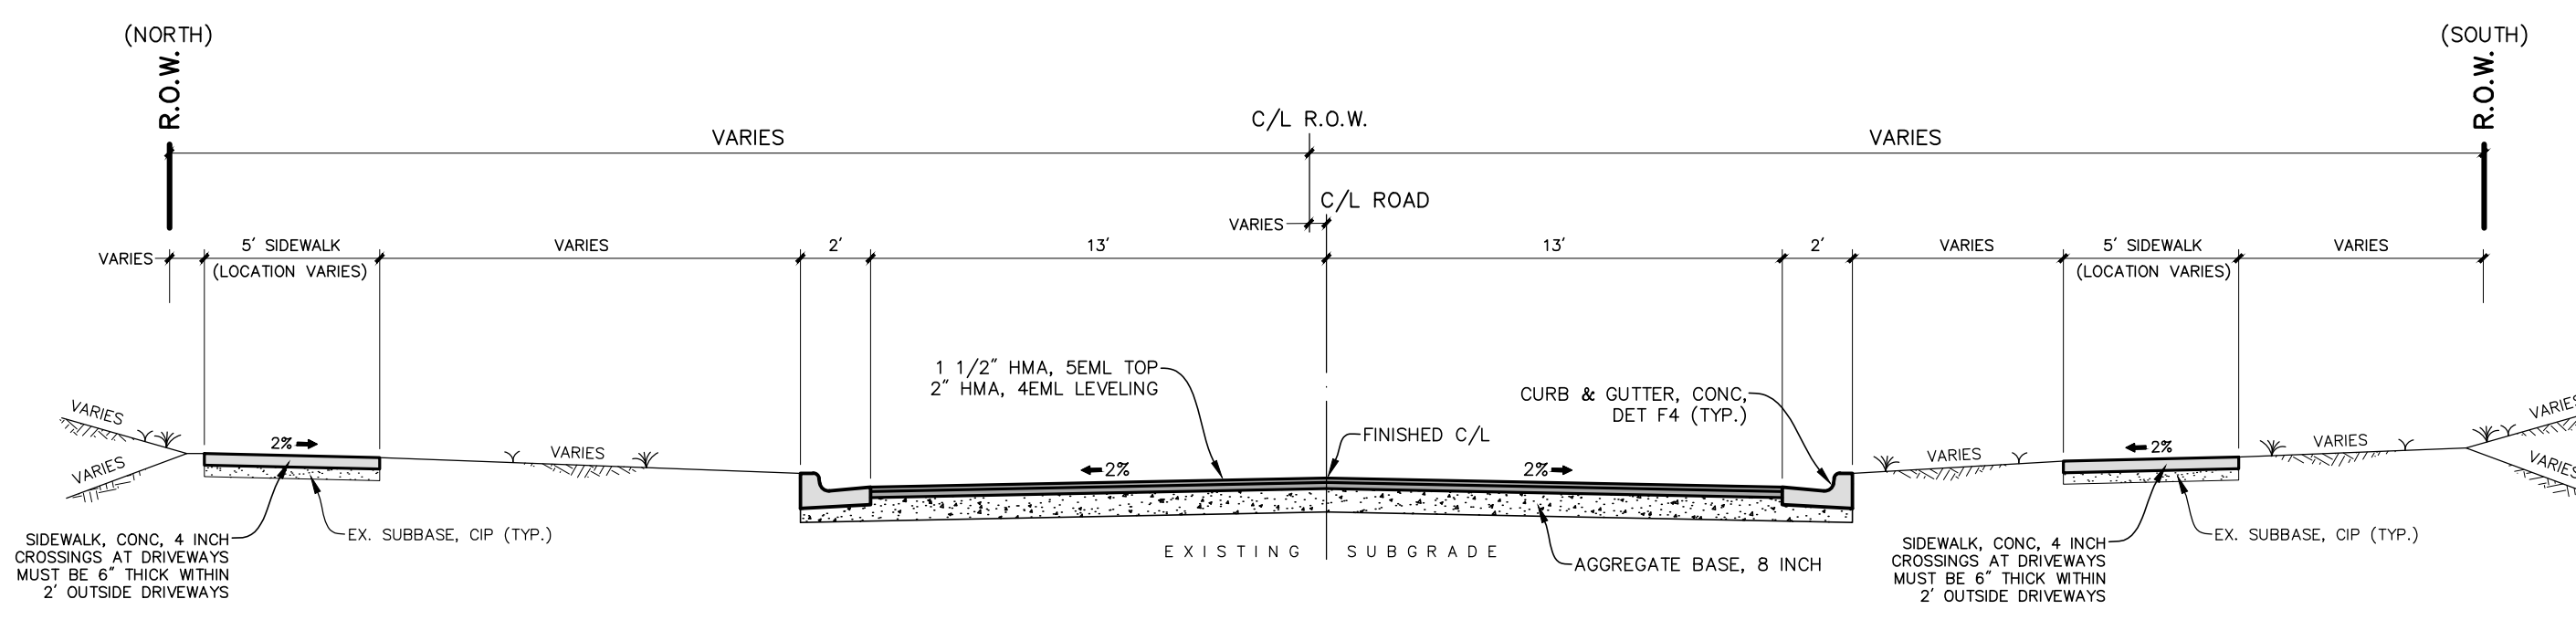 (NORTH)
R.O.W.
(SOUTH)
R.O.W.
C/L R.O.W.
VARIES
VARIES
C/L ROAD
VARIES
VARIES
5' SIDEWALK
(LOCATION VARIES)
VARIES
2'
13'
13'
2'
VARIES
5' SIDEWALK
(LOCATION VARIES)
VARIES
1 1/2" HMA, 5EML TOP
2" HMA, 4EML LEVELING
CURB & GUTTER, CONC,
DET F4 (TYP.)
FINISHED C/L
VARIES
VARIES
2%
VARIES
2%
2%
VARIES
2%
VARIES
VARIES
VARIES
SIDEWALK, CONC, 4 INCH
CROSSINGS AT DRIVEWAYS
MUST BE 6" THICK WITHIN
2' OUTSIDE DRIVEWAYS
EX. SUBBASE, CIP (TYP.)
EXISTING SUBGRADE
AGGREGATE BASE, 8 INCH
SIDEWALK, CONC, 4 INCH
CROSSINGS AT DRIVEWAYS
MUST BE 6" THICK WITHIN
2' OUTSIDE DRIVEWAYS
EX. SUBBASE, CIP (TYP.)